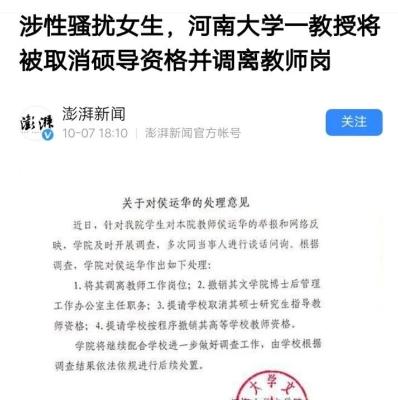 涉性骚扰女生，河南大学一教授将
被取消硕导资格并调离教师岗
澎湃
澎湃新闻
10-07 18:10 澎湃新闻官方帐号
关注
关于对侯运华的处理意见
近日，针对我院学生对本院教师侯运华的举报和网络反
映，学院及时开展调查，多次同当事人进行谈话问询。根据
调查，学院对侯运华作出如下处理：
1.将其调离教师工作岗位；2.撤销其文学院博士后管理
工作办公室主任职务；3.提请学校取消其硕士研究生指导教
师资格；4.提请学校按程序撤销其高等学校教师资格。
学院将继续配合学校进一步做好调查工作，由学校根据
调查结果依法依规进行后续处置。
大学文